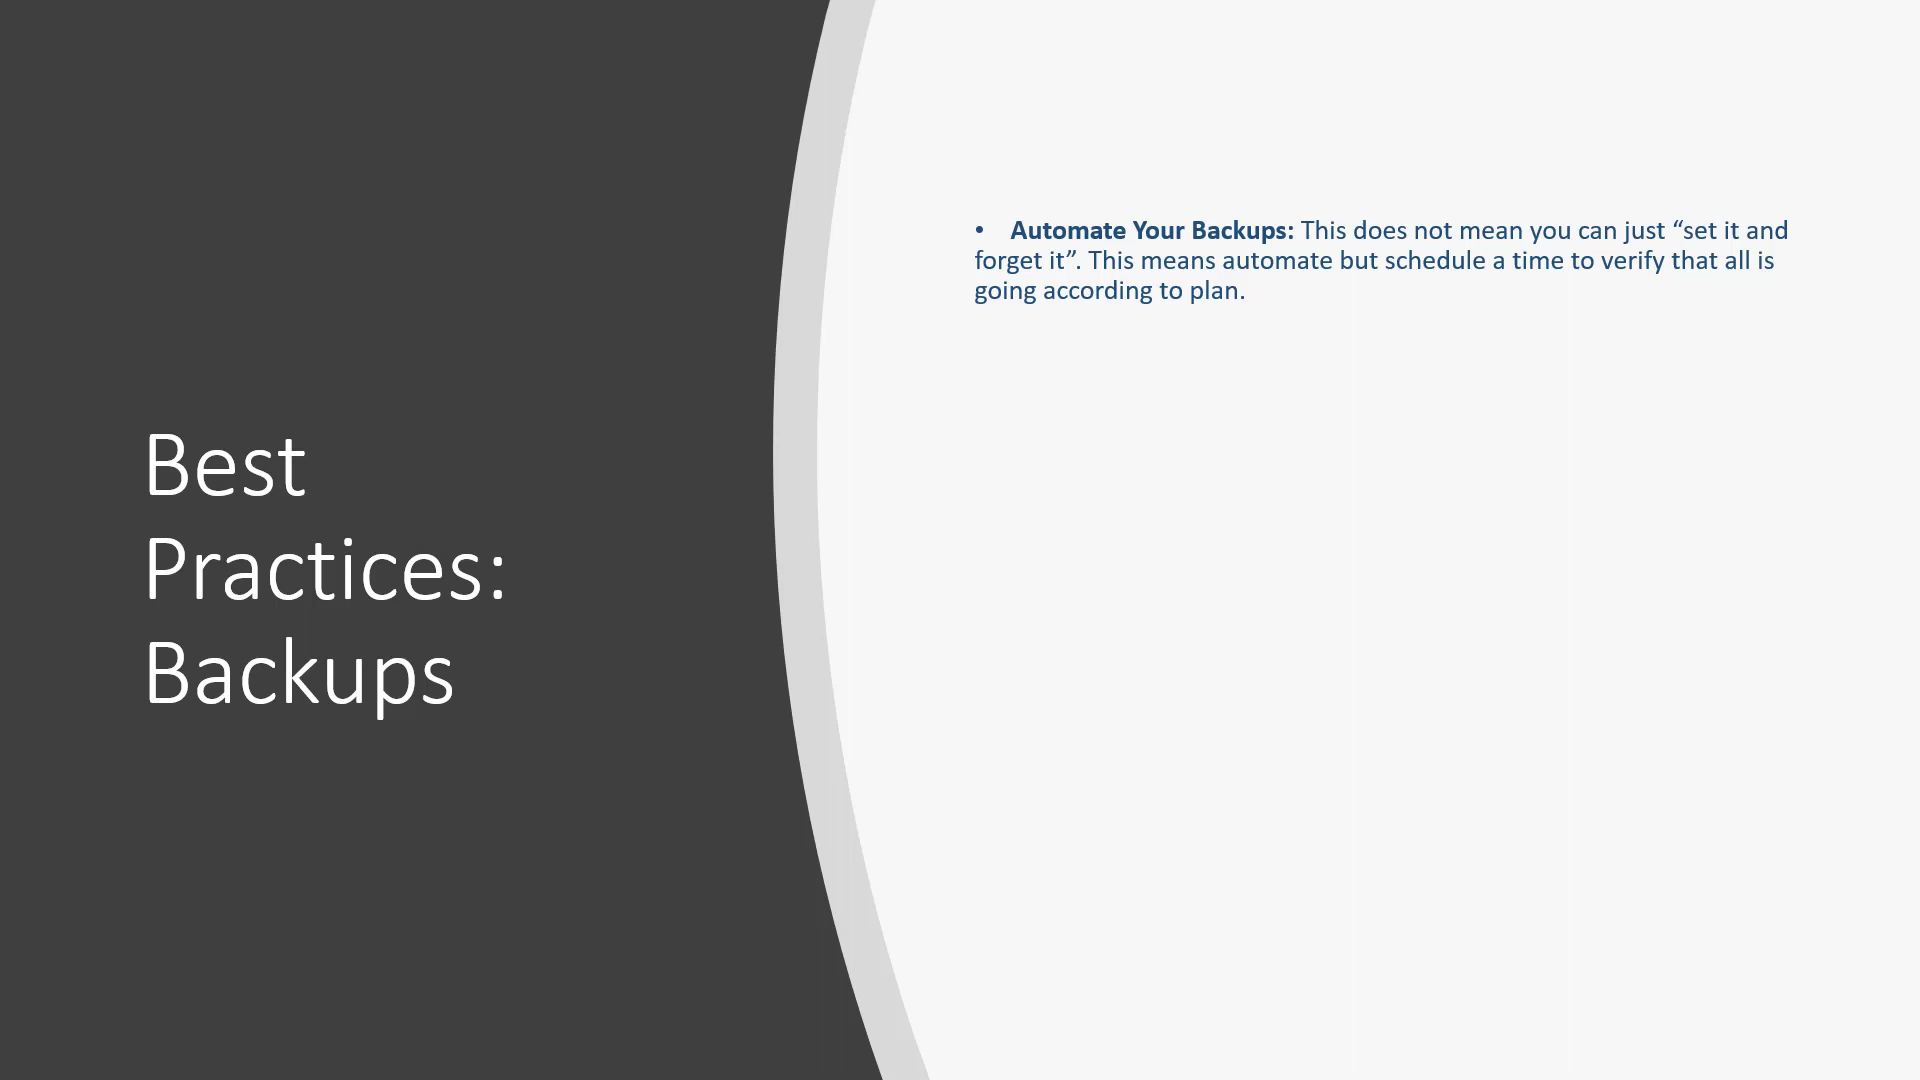 Best
Practices:
Backups
• Automate Your Backups: This does not mean you can just “set it and
forget it”. This means automate but schedule a time to verify that all is
going according to plan.